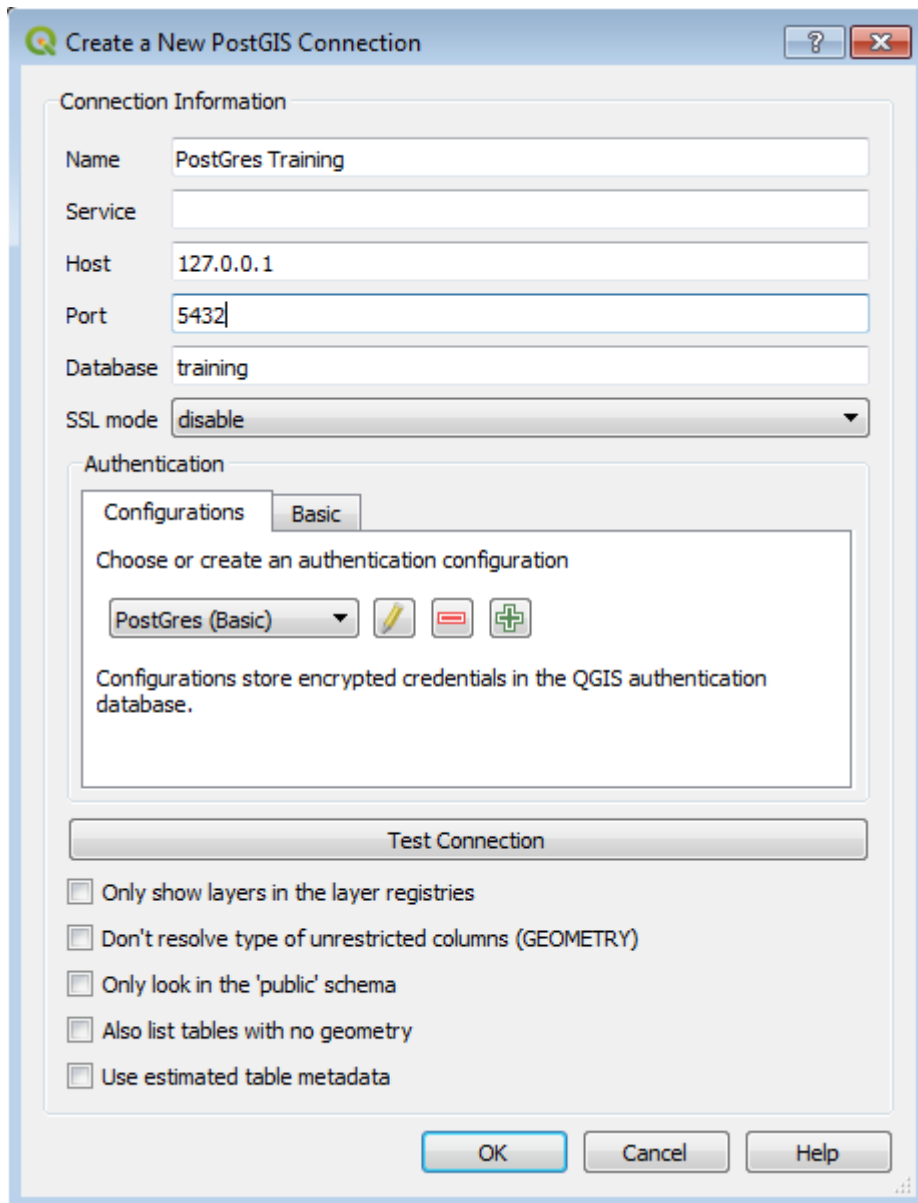 Create a New PostGIS Connection
Connection Information
Name PostGres Training
Service
Host 127.0.0.1
Port 5432
Database training
SSL mode disable
Authentication
Configurations Basic
Choose or create an authentication configuration
PostGres (Basic)
Configurations store encrypted credentials in the QGIS authentication
database.
Test Connection
Only show layers in the layer registries
Don't resolve type of unrestricted columns (GEOMETRY)
Only look in the 'public' schema
Also list tables with no geometry
Use estimated table metadata
OK Cancel Help